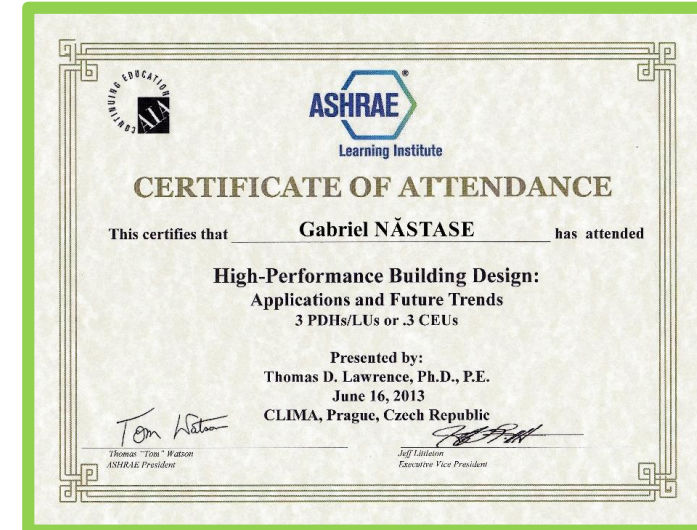 CONTINUING EDUCATION
AIA
ASHRAE®
Learning Institute
CERTIFICATE OF ATTENDANCE
This certifies that Gabriel NĂSTASE has attended
High-Performance Building Design:
Applications and Future Trends
3 PDHs/LUs or .3 CEUs
Presented by:
Thomas D. Lawrence, Ph.D., P.E.
June 16, 2013
CLIMA, Prague, Czech Republic
Tom Watson
Thomas "Tom" Watson
ASHRAE President
Jeff Littleton
Executive Vice President